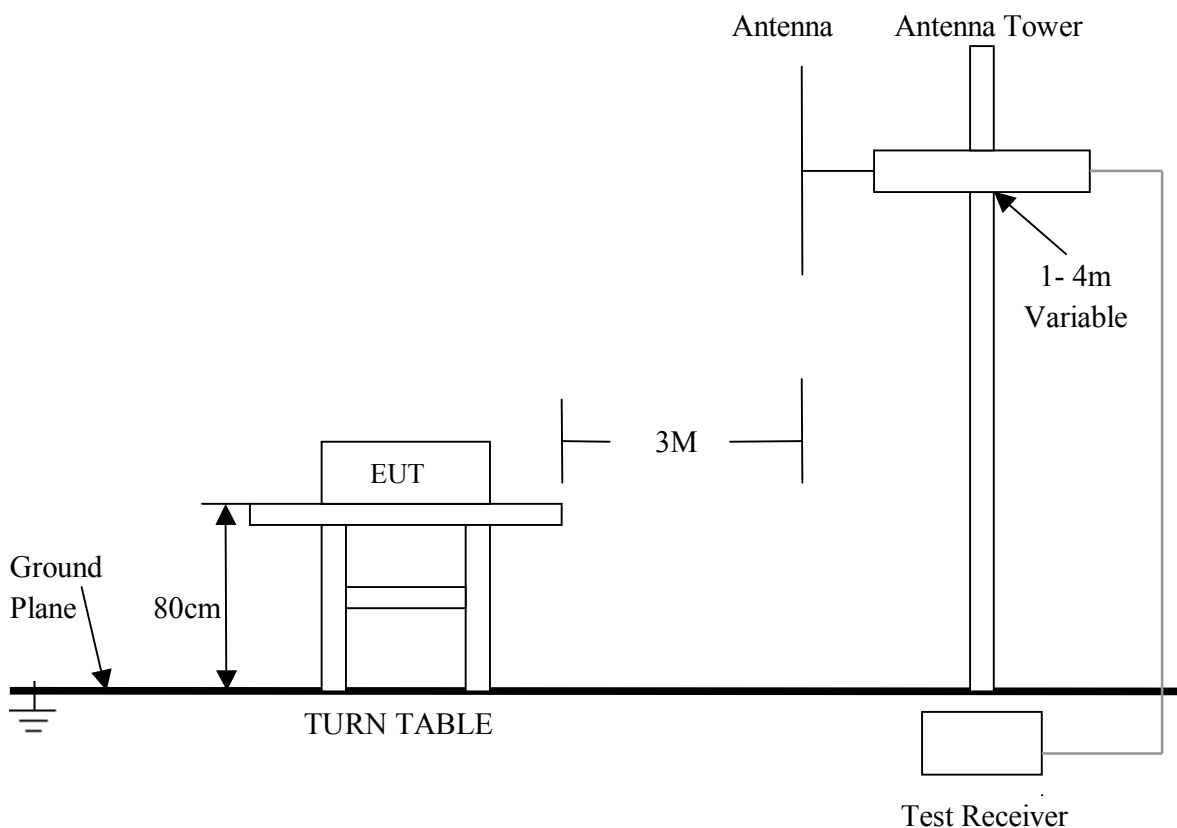 Antenna
Antenna Tower
1- 4m
Variable
3M
EUT
Ground
Plane
80cm
TURN TABLE
Test Receiver